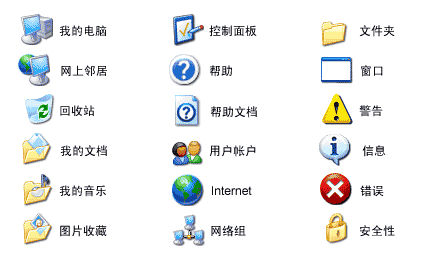 我的电脑
控制面板
文件夹
网上邻居
帮助
窗口
回收站
帮助文档
警告
我的文档
用户帐户
信息
我的音乐
Internet
错误
图片收藏
网络组
安全性